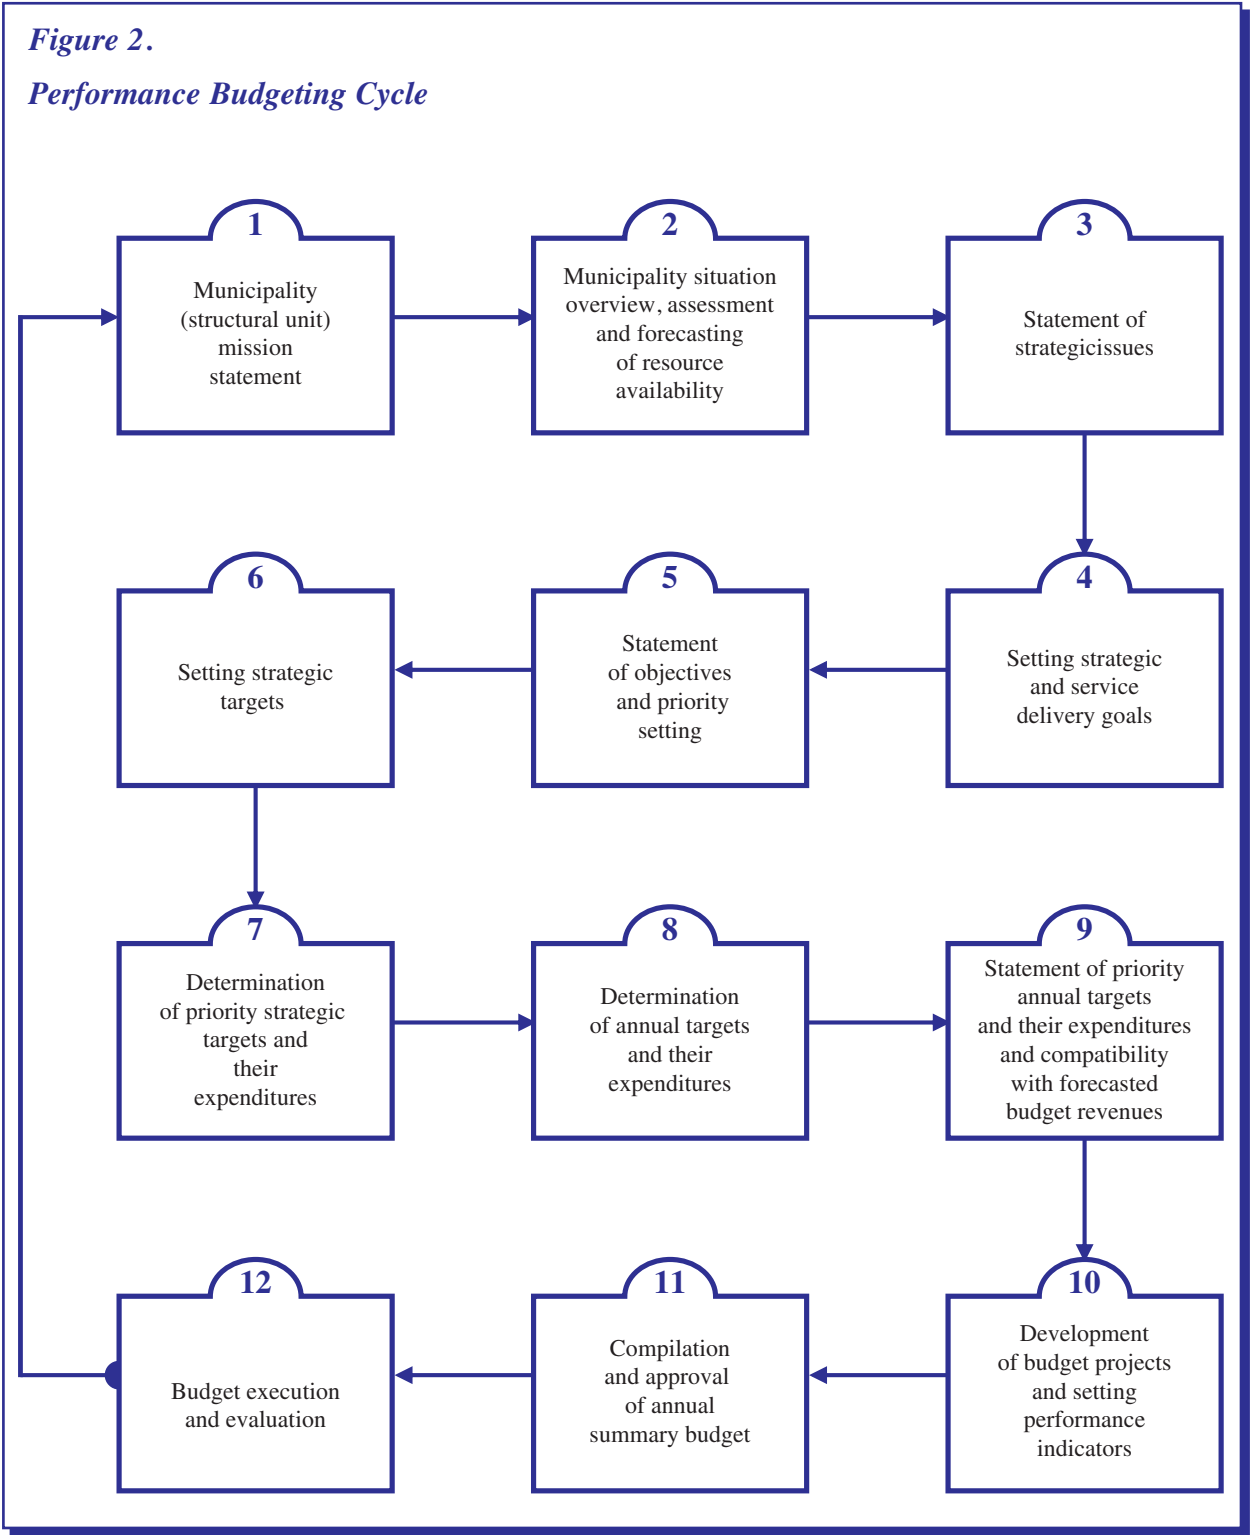 Figure 2.
Performance Budgeting Cycle
1
Municipality
(structural unit)
mission
statement
2
Municipality situation
overview, assessment
and forecasting
of resource
availability
3
Statement of
strategicissues
4
Setting strategic
and service
delivery goals
5
Statement
of objectives
and priority
setting
6
Setting strategic
targets
7
Determination
of priority strategic
targets and
their
expenditures
8
Determination
of annual targets
and their
expenditures
9
Statement of priority
annual targets
and their expenditures
and compatibility
with forecasted
budget revenues
10
Development
of budget projects
and setting
performance
indicators
11
Compilation
and approval
of annual
summary budget
12
Budget execution
and evaluation